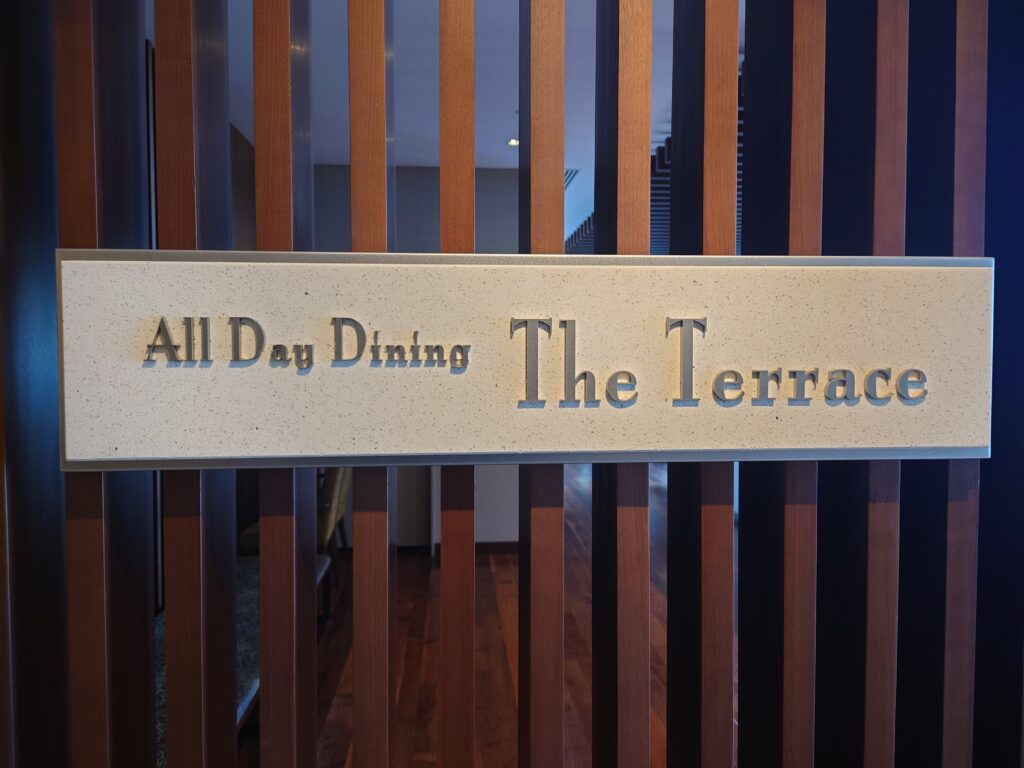 All Day Dining The Terrace